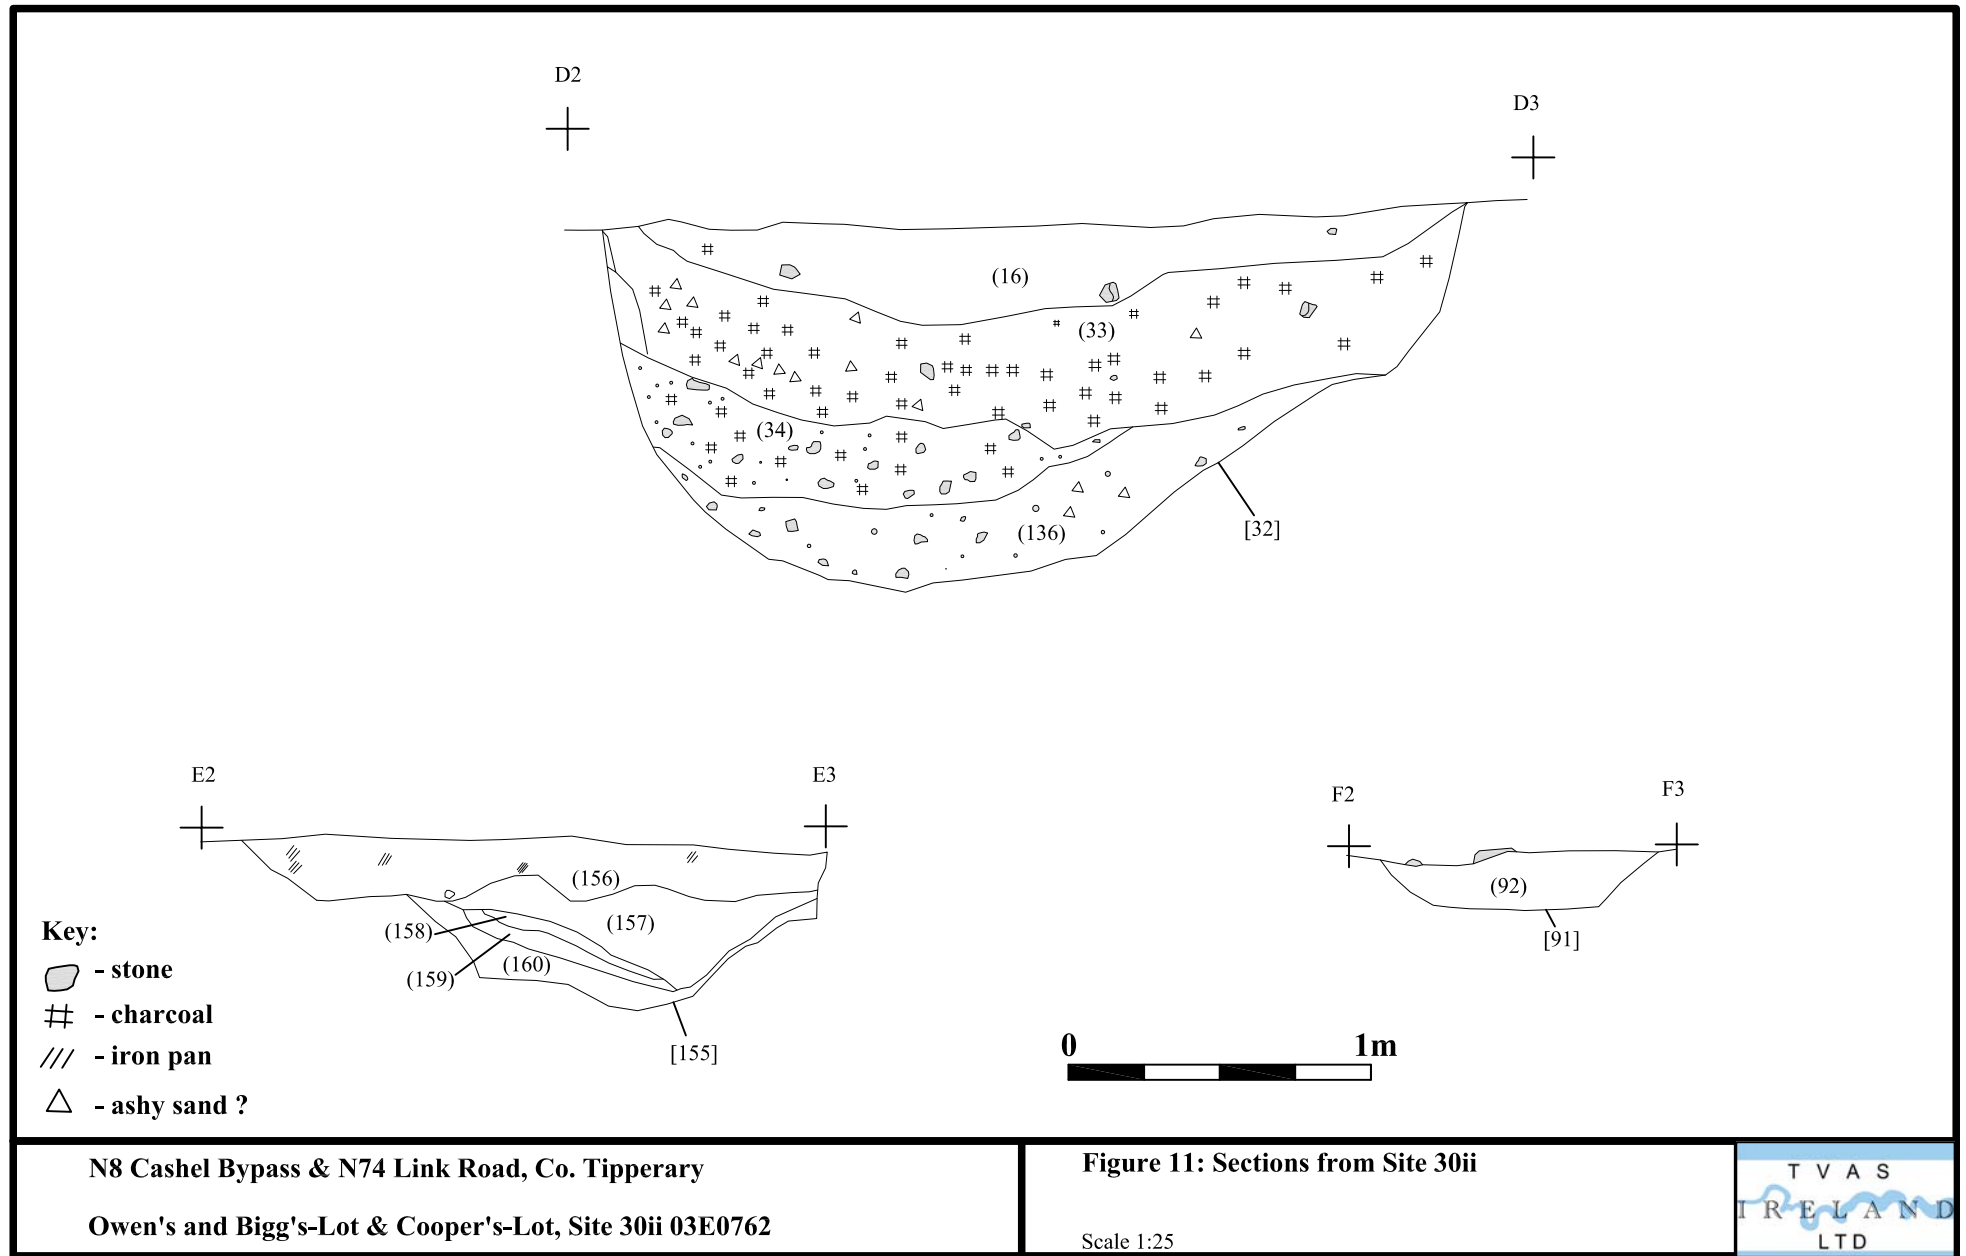 D2
D3
(16)
(33)
(34)
(136)
[32]
E2
E3
(156)
(157)
(158)
(159)
(160)
[155]
F2
F3
(92)
[91]
Key:
- stone
- charcoal
- iron pan
- ashy sand ?
0 1m
N8 Cashel Bypass & N74 Link Road, Co. Tipperary
Owen's and Bigg's-Lot & Cooper's-Lot, Site 30ii 03E0762
Figure 11: Sections from Site 30ii
Scale 1:25
TVAS
IRELAND
LTD